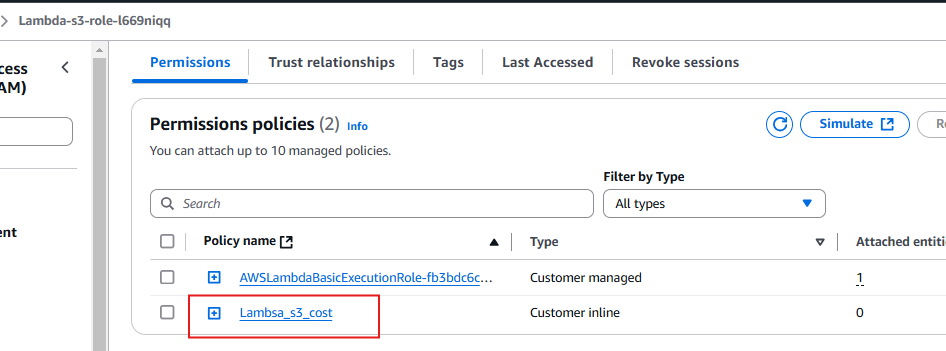 Lambda-s3-role-l669niqq
cess
AM)
ent
Permissions Trust relationships Tags Last Accessed Revoke sessions
Permissions policies (2) Info
You can attach up to 10 managed policies.
Simulate
Re
Filter by Type
Search
All types
Policy name Type Attached entiti
AWSLambdaBasicExecutionRole-fb3bdc6c... Customer managed 1
Lambsa_s3_cost Customer inline 0